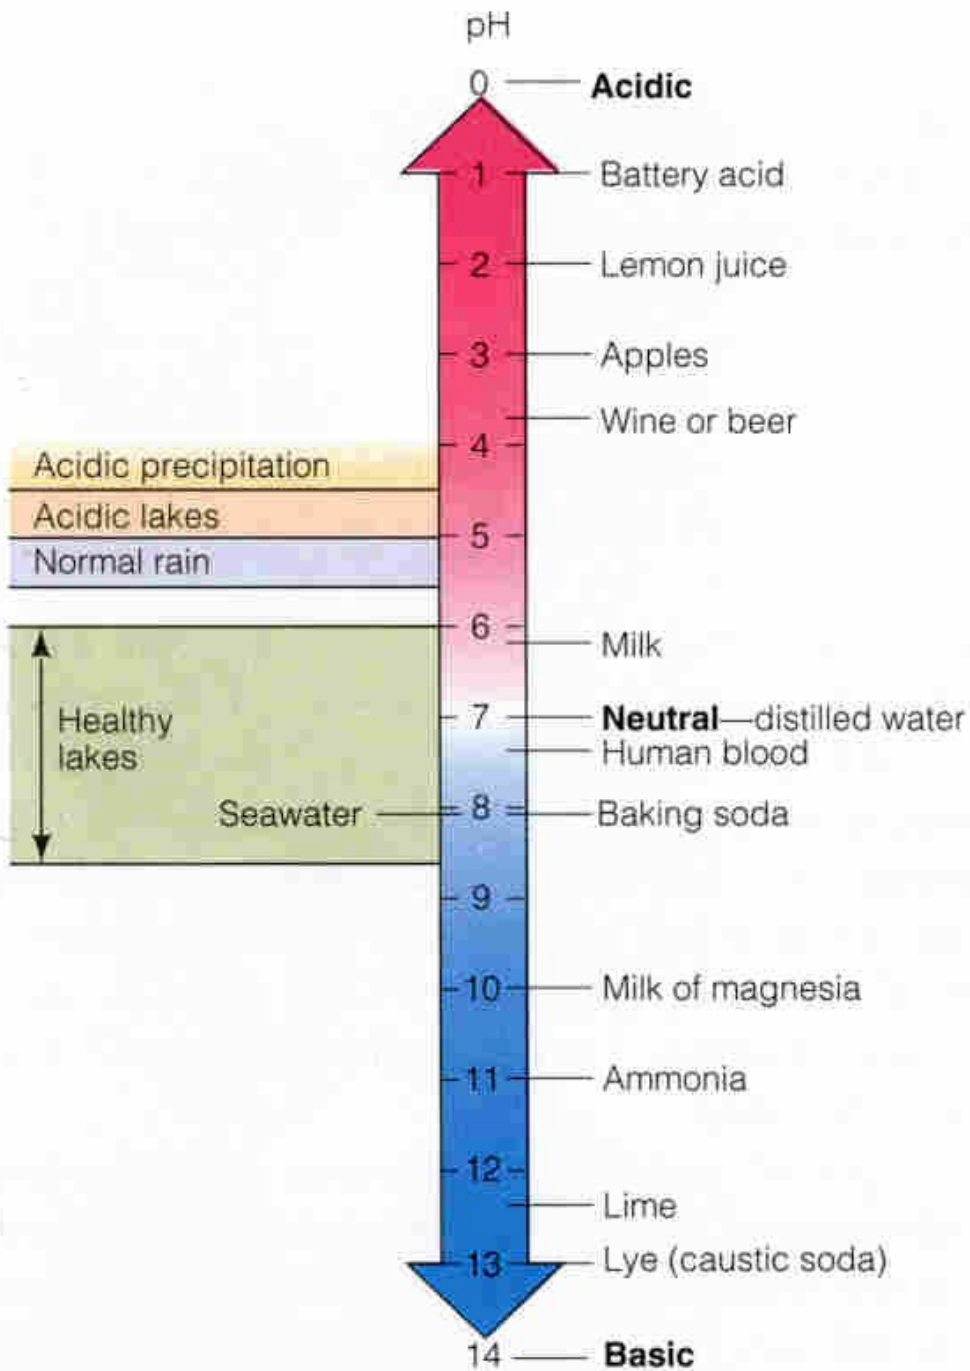 pH
0 Acidic
1 Battery acid
2 Lemon juice
3 Apples
Wine or beer
4
Acidic precipitation
Acidic lakes
5
Normal rain
6
Milk
Healthy
lakes
7 Neutral—distilled water
Human blood
Seawater 8 Baking soda
9
10 Milk of magnesia
11 Ammonia
12
Lime
13 Lye (caustic soda)
14 Basic